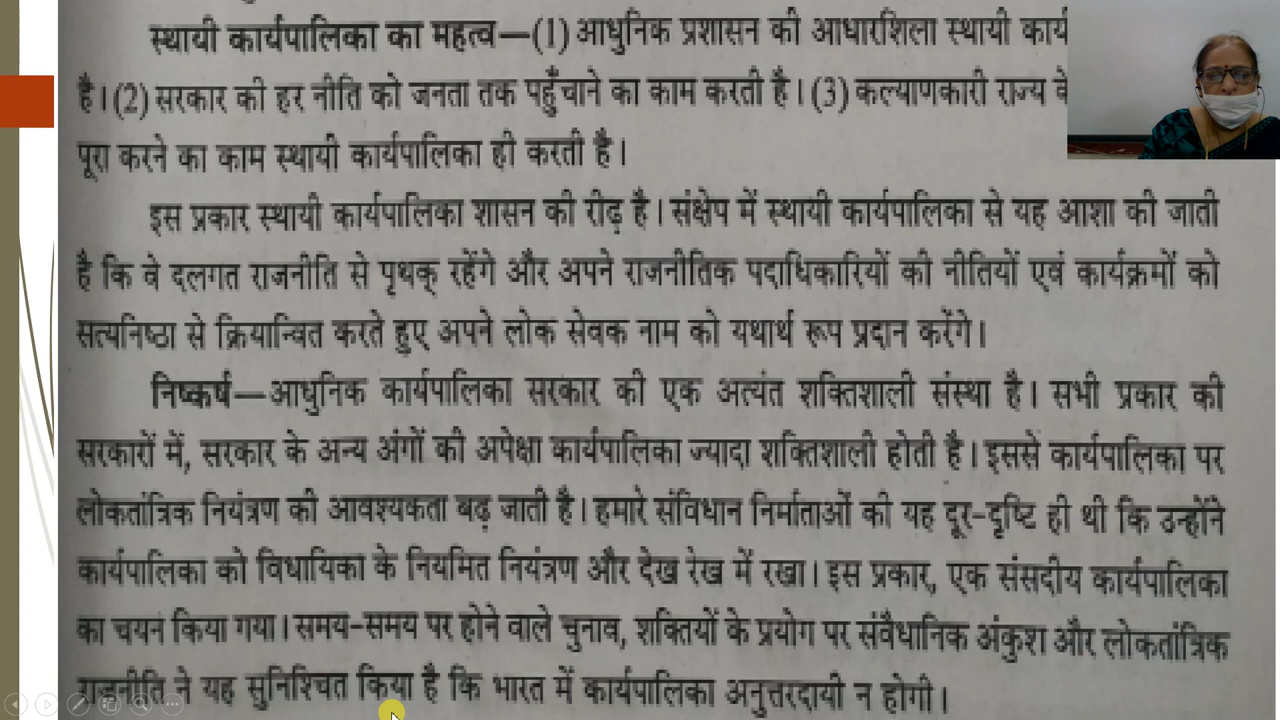 स्थायी कार्यपालिका का महत्व—(1) आधुनिक प्रशासन की आधारशिला स्थायी कार्य
है। (2) सरकार की हर नीति को जनता तक पहुँचाने का काम करती है। (3) कल्याणकारी राज्य के
पूरा करने का काम स्थायी कार्यपालिका ही करती है।
इस प्रकार स्थायी कार्यपालिका शासन की रीढ़ है। संक्षेप में स्थायी कार्यपालिका से यह आशा की जाती
है कि वे दलगत राजनीति से पृथक् रहेंगे और अपने राजनीतिक पदाधिकारियों की नीतियों एवं कार्यक्रमों को
सत्यनिष्ठा से क्रियान्वित करते हुए अपने लोक सेवक नाम को यथार्थ रूप प्रदान करेंगे।
निष्कर्ष—आधुनिक कार्यपालिका सरकार की एक अत्यंत शक्तिशाली संस्था है। सभी प्रकार की
सरकारों में, सरकार के अन्य अंगों की अपेक्षा कार्यपालिका ज्यादा शक्तिशाली होती है। इससे कार्यपालिका पर
लोकतांत्रिक नियंत्रण की आवश्यकता बढ़ जाती है। हमारे संविधान निर्माताओं की यह दूर-दृष्टि ही थी कि उन्होंने
कार्यपालिका को विधायिका के नियमित नियंत्रण और देख रेख में रखा। इस प्रकार, एक संसदीय कार्यपालिका
का चयन किया गया। समय-समय पर होने वाले चुनाव, शक्तियों के प्रयोग पर संवैधानिक अंकुश और लोकतांत्रिक
राजनीति ने यह सुनिश्चित किया है कि भारत में कार्यपालिका अनुत्तरदायी न होगी।